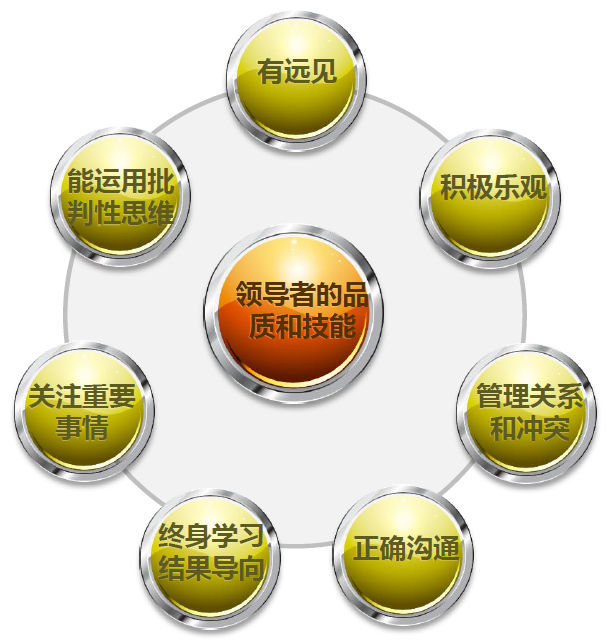 有远见
能运用批
判性思维
积极乐观
领导者的品
质和技能
关注重要
事情
管理关系
和冲突
终身学习
结果导向
正确沟通